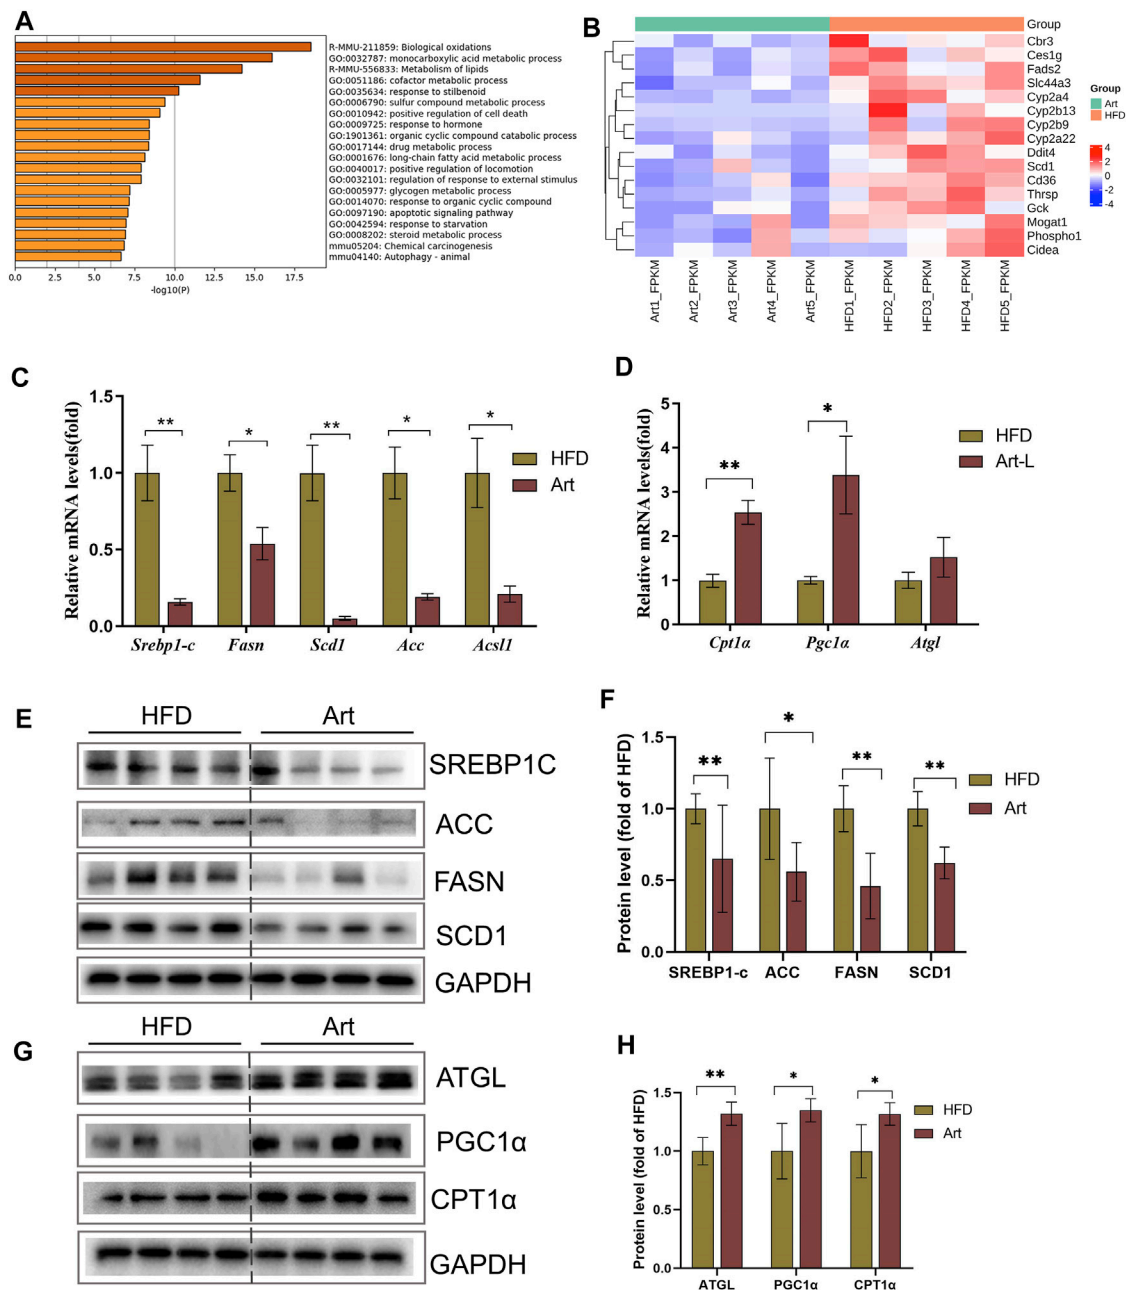 A
R-MMU-211859: Biological oxidations
GO:0032787: monocarboxylic acid metabolic process
R-MMU-556833: Metabolism of lipids
GO:0051186: cofactor metabolic process
GO:0035634: response to stilbenoid
GO:0006790: sulfur compound metabolic process
GO:0010942: positive regulation of cell death
GO:0009725: response to hormone
GO:1901361: organic cyclic compound catabolic process
GO:0017144: drug metabolic process
GO:0001676: long-chain fatty acid metabolic process
GO:0040017: positive regulation of locomotion
GO:0032101: regulation of response to external stimulus
GO:0005977: glycogen metabolic process
GO:0014070: response to organic cyclic compound
GO:0097190: apoptotic signaling pathway
GO:0042594: response to starvation
GO:0008202: steroid metabolic process
mmu05204: Chemical carcinogenesis
mmu04140: Autophagy - animal
0.0 2.5 5.0 7.5 10.0 12.5 15.0 17.5
-log10(P)
B
Group
Cbr3
Ces1g
Fads2
Slc44a3
Cyp2a4
Cyp2b13
Cyp2b9
Cyp2a22
Ddit4
Scd1
Cd36
Thrsp
Gck
Mogat1
Phospho1
Cidea
Art1_FPKM
Art2_FPKM
Art3_FPKM
Art4_FPKM
Art5_FPKM
HFD1_FPKM
HFD2_FPKM
HFD3_FPKM
HFD4_FPKM
HFD5_FPKM
Group
Art
HFD
4
2
0
-2
-4
C
Relative mRNA levels(fold)
1.5
1.0
0.5
0.0
** * ** * *
HFD
Art
Srebp1-c Fasn Scd1 Acc Acsl1
D
Relative mRNA levels(fold)
5
4
3
2
1
0
** *
HFD
Art-L
Cpt1α Pgc1α Atgl
E
HFD Art
SREBP1C
ACC
FASN
SCD1
GAPDH
F
Protein level (fold of HFD)
1.5
1.0
0.5
0.0
** * ** **
HFD
Art
SREBP1-c ACC FASN SCD1
G
HFD Art
ATGL
PGC1α
CPT1α
GAPDH
H
Protein level (fold of HFD)
1.5
1.0
0.5
0.0
** * *
HFD
Art
ATGL PGC1α CPT1α